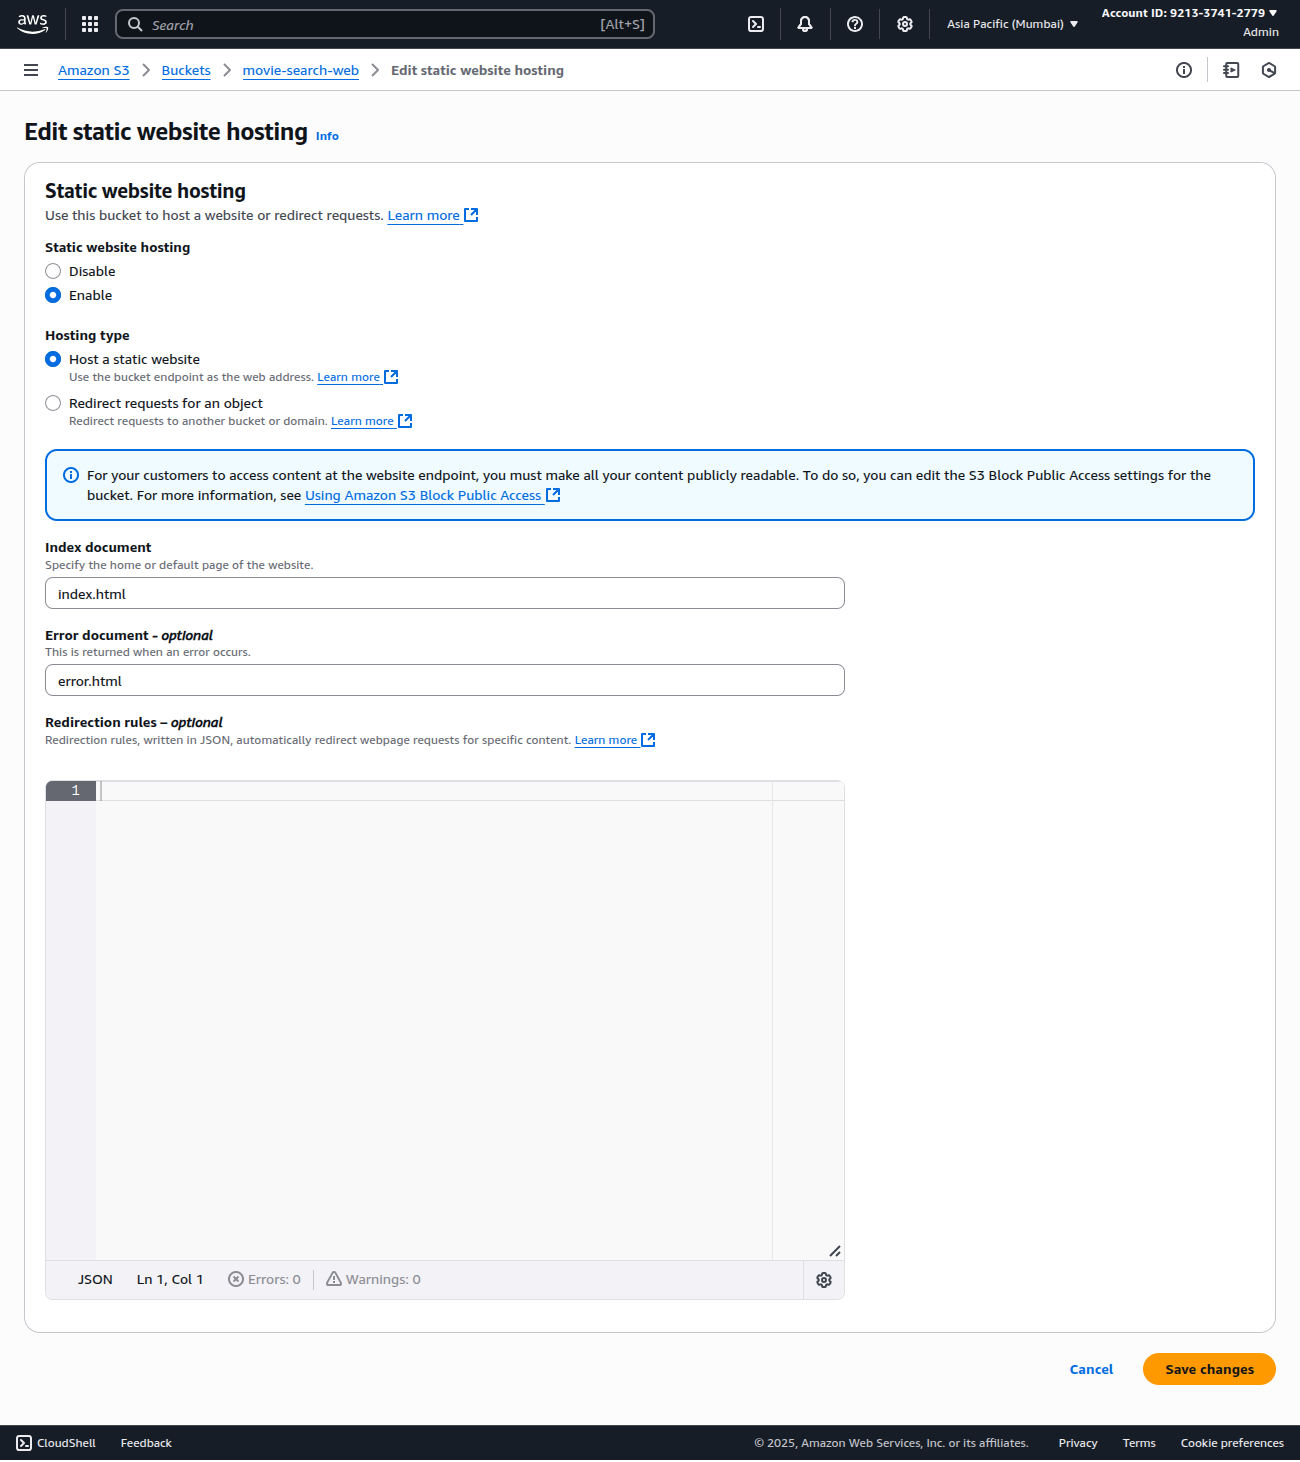 aws
Search [Alt+S]
Asia Pacific (Mumbai)
Account ID: 9213-3741-2779
Admin
Amazon S3 Buckets movie-search-web Edit static website hosting
Edit static website hosting Info
Static website hosting
Use this bucket to host a website or redirect requests. Learn more
Static website hosting
Disable
Enable
Hosting type
Host a static website
Use the bucket endpoint as the web address. Learn more
Redirect requests for an object
Redirect requests to another bucket or domain. Learn more
For your customers to access content at the website endpoint, you must make all your content publicly readable. To do so, you can edit the S3 Block Public Access settings for the
bucket. For more information, see Using Amazon S3 Block Public Access
Index document
Specify the home or default page of the website.
index.html
Error document – optional
This is returned when an error occurs.
error.html
Redirection rules – optional
Redirection rules, written in JSON, automatically redirect webpage requests for specific content. Learn more
1
JSON Ln 1, Col 1 Errors: 0 Warnings: 0
Cancel Save changes
CloudShell Feedback © 2025, Amazon Web Services, Inc. or its affiliates. Privacy Terms Cookie preferences